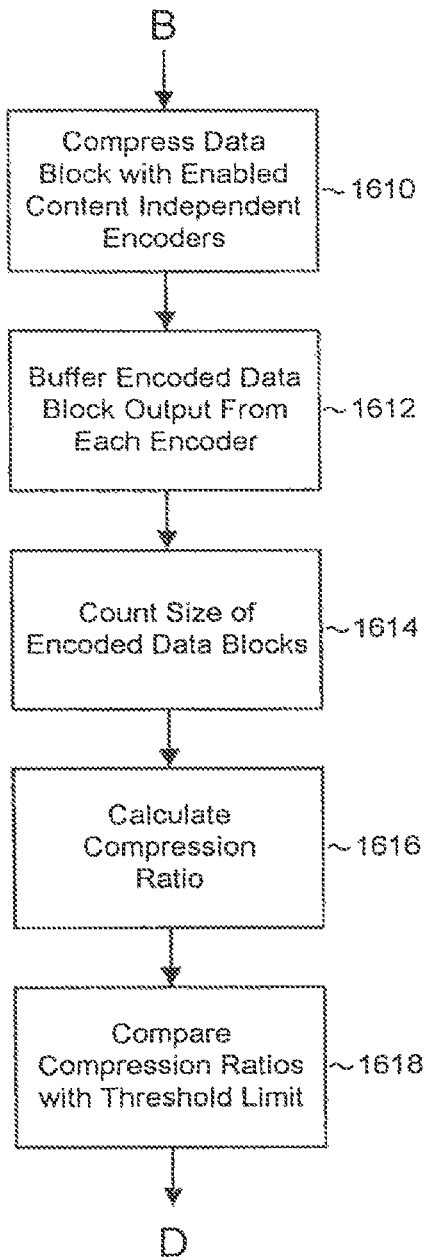 B
Compress Data
Block with Enabled
Content Independent
Encoders
~ 1610
Buffer Encoded Data
Block Output From
Each Encoder
~ 1612
Count Size of
Encoded Data Blocks
~ 1614
Calculate
Compression
Ratio
~ 1616
Compare
Compression Ratios
with Threshold Limit
~ 1618
D